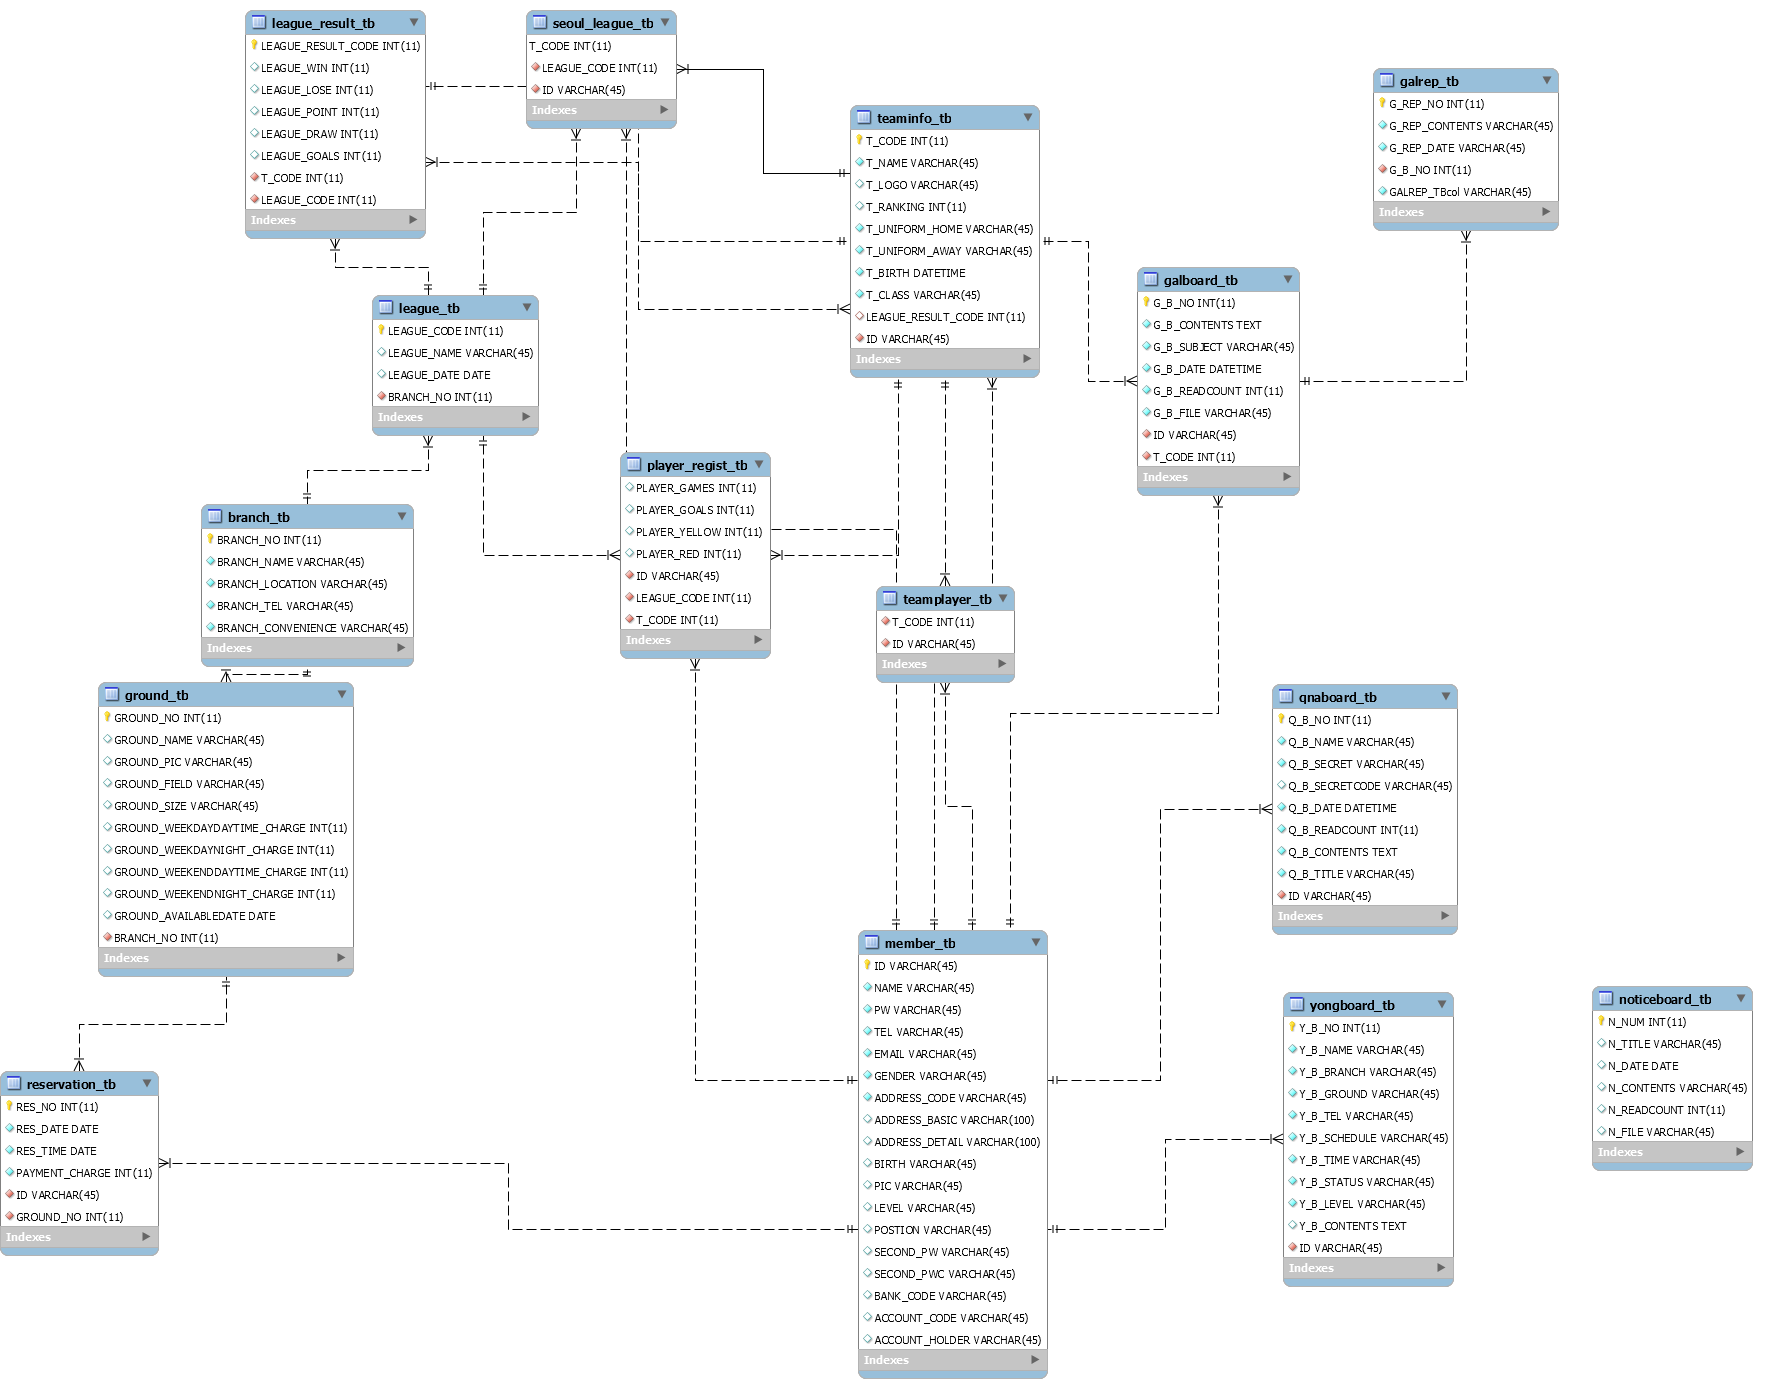 league_result_tb
LEAGUE_RESULT_CODE INT(11)
LEAGUE_WIN INT(11)
LEAGUE_LOSE INT(11)
LEAGUE_POINT INT(11)
LEAGUE_DRAW INT(11)
LEAGUE_GOALS INT(11)
T_CODE INT(11)
LEAGUE_CODE INT(11)
Indexes
seoul_league_tb
T_CODE INT(11)
LEAGUE_CODE INT(11)
ID VARCHAR(45)
Indexes
teaminfo_tb
T_CODE INT(11)
T_NAME VARCHAR(45)
T_LOGO VARCHAR(45)
T_RANKING INT(11)
T_UNIFORM_HOME VARCHAR(45)
T_UNIFORM_AWAY VARCHAR(45)
T_BIRTH DATETIME
T_CLASS VARCHAR(45)
LEAGUE_RESULT_CODE INT(11)
ID VARCHAR(45)
Indexes
galrep_tb
G_REP_NO INT(11)
G_REP_CONTENTS VARCHAR(45)
G_REP_DATE VARCHAR(45)
G_B_NO INT(11)
GALREP_TBcol VARCHAR(45)
Indexes
galboard_tb
G_B_NO INT(11)
G_B_CONTENTS TEXT
G_B_SUBJECT VARCHAR(45)
G_B_DATE DATETIME
G_B_READCOUNT INT(11)
G_B_FILE VARCHAR(45)
ID VARCHAR(45)
T_CODE INT(11)
Indexes
league_tb
LEAGUE_CODE INT(11)
LEAGUE_NAME VARCHAR(45)
LEAGUE_DATE DATE
BRANCH_NO INT(11)
Indexes
player_regist_tb
PLAYER_GAMES INT(11)
PLAYER_GOALS INT(11)
PLAYER_YELLOW INT(11)
PLAYER_RED INT(11)
ID VARCHAR(45)
LEAGUE_CODE INT(11)
T_CODE INT(11)
Indexes
branch_tb
BRANCH_NO INT(11)
BRANCH_NAME VARCHAR(45)
BRANCH_LOCATION VARCHAR(45)
BRANCH_TEL VARCHAR(45)
BRANCH_CONVENIENCE VARCHAR(45)
Indexes
teamplayer_tb
T_CODE INT(11)
ID VARCHAR(45)
Indexes
ground_tb
GROUND_NO INT(11)
GROUND_NAME VARCHAR(45)
GROUND_PIC VARCHAR(45)
GROUND_FIELD VARCHAR(45)
GROUND_SIZE VARCHAR(45)
GROUND_WEEKDAYDAYTIME_CHARGE INT(11)
GROUND_WEEKDAYNIGHT_CHARGE INT(11)
GROUND_WEEKENDDAYTIME_CHARGE INT(11)
GROUND_WEEKENDNIGHT_CHARGE INT(11)
GROUND_AVAILABLEDATE DATE
BRANCH_NO INT(11)
Indexes
qnaboard_tb
Q_B_NO INT(11)
Q_B_NAME VARCHAR(45)
Q_B_SECRET VARCHAR(45)
Q_B_SECRETCODE VARCHAR(45)
Q_B_DATE DATETIME
Q_B_READCOUNT INT(11)
Q_B_CONTENTS TEXT
Q_B_TITLE VARCHAR(45)
ID VARCHAR(45)
Indexes
member_tb
ID VARCHAR(45)
NAME VARCHAR(45)
PW VARCHAR(45)
TEL VARCHAR(45)
EMAIL VARCHAR(45)
GENDER VARCHAR(45)
ADDRESS_CODE VARCHAR(45)
ADDRESS_BASIC VARCHAR(100)
ADDRESS_DETAIL VARCHAR(100)
BIRTH VARCHAR(45)
PIC VARCHAR(45)
LEVEL VARCHAR(45)
POSTION VARCHAR(45)
SECOND_PW VARCHAR(45)
SECOND_PWC VARCHAR(45)
BANK_CODE VARCHAR(45)
ACCOUNT_CODE VARCHAR(45)
ACCOUNT_HOLDER VARCHAR(45)
Indexes
yongboard_tb
Y_B_NO INT(11)
Y_B_NAME VARCHAR(45)
Y_B_BRANCH VARCHAR(45)
Y_B_GROUND VARCHAR(45)
Y_B_TEL VARCHAR(45)
Y_B_SCHEDULE VARCHAR(45)
Y_B_TIME VARCHAR(45)
Y_B_STATUS VARCHAR(45)
Y_B_LEVEL VARCHAR(45)
Y_B_CONTENTS TEXT
ID VARCHAR(45)
Indexes
noticeboard_tb
N_NUM INT(11)
N_TITLE VARCHAR(45)
N_DATE DATE
N_CONTENTS VARCHAR(45)
N_READCOUNT INT(11)
N_FILE VARCHAR(45)
Indexes
reservation_tb
RES_NO INT(11)
RES_DATE DATE
RES_TIME DATE
PAYMENT_CHARGE INT(11)
ID VARCHAR(45)
GROUND_NO INT(11)
Indexes